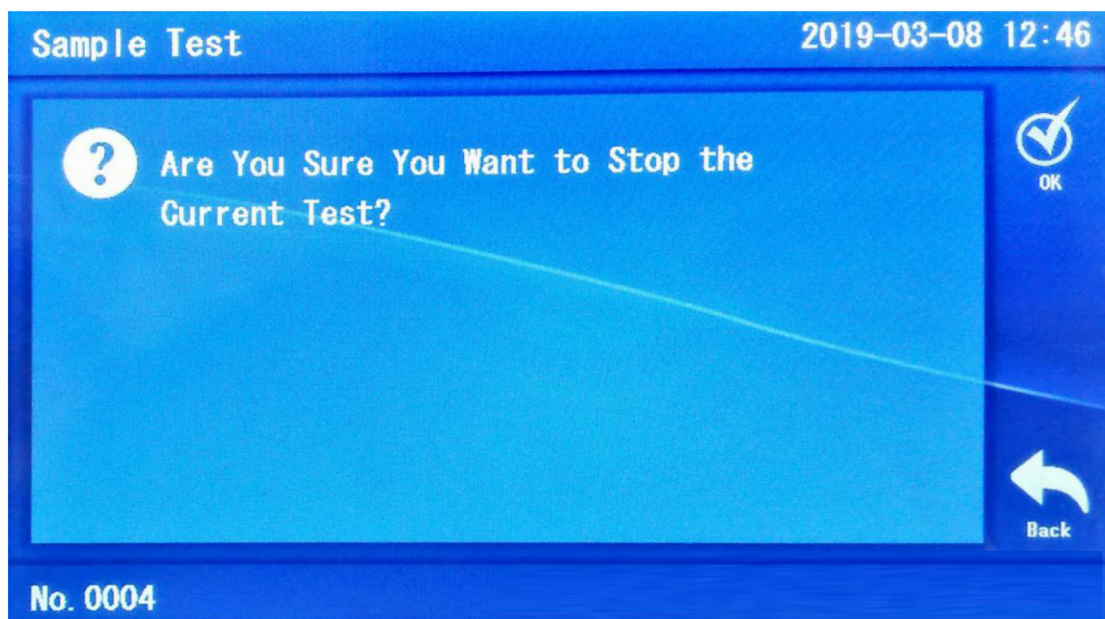 Sample Test
2019-03-08 12:46
? Are You Sure You Want to Stop the
Current Test?
OK
Back
No. 0004